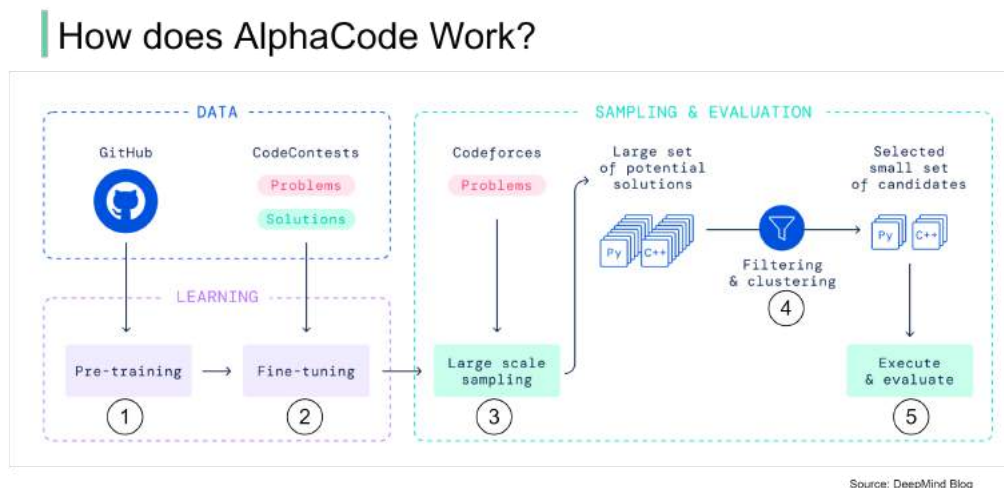 How does AlphaCode Work?
DATA
GitHub
CodeContests
Problems
Solutions
LEARNING
Pre-training
1
Fine-tuning
2
SAMPLING & EVALUATION
Codeforces
Problems
Large scale
sampling
3
Large set
of potential
solutions
Py
C++
Filtering
& clustering
4
Selected
small set
of candidates
Py
C++
Execute
& evaluate
5
Source: DeepMind Blog